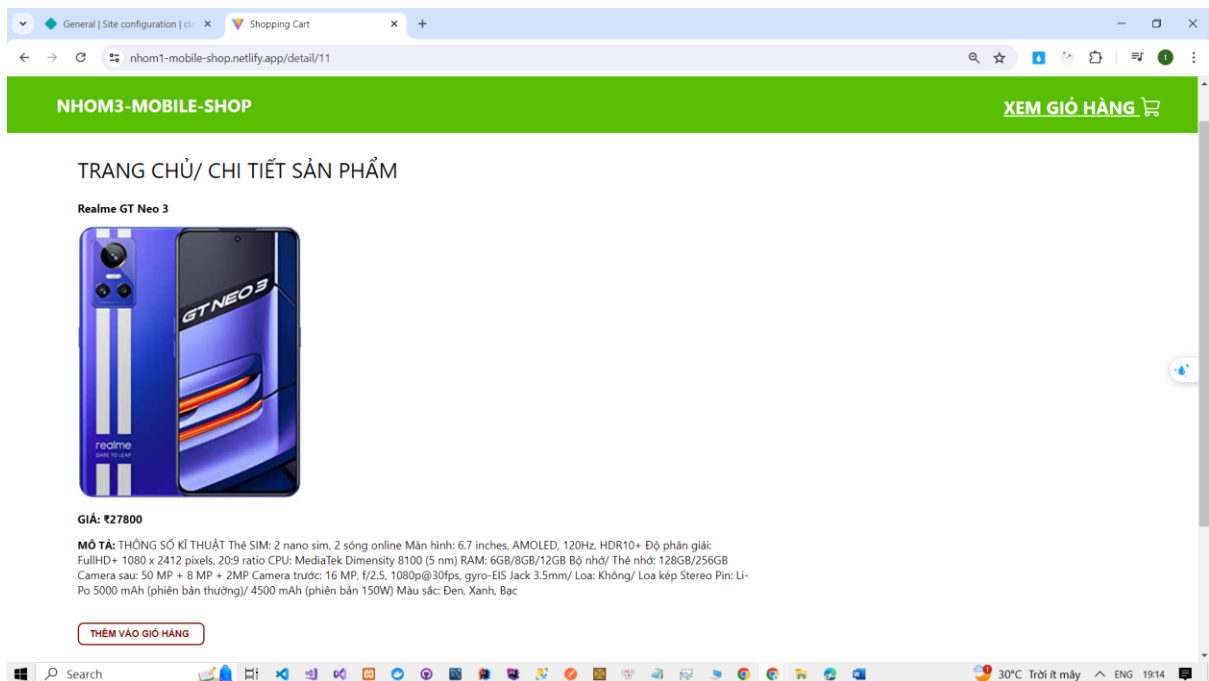 General | Site configuration | cla
Shopping Cart
nhom1-mobile-shop.netlify.app/detail/11
NHOM3-MOBILE-SHOP
XEM GIỎ HÀNG
TRANG CHỦ/ CHI TIẾT SẢN PHẨM
Realme GT Neo 3
GT NEO 3
realme
DARE TO LEAP
GIÁ: ₹27800
MÔ TẢ: THÔNG SỐ KĨ THUẬT Thẻ SIM: 2 nano sim, 2 sóng online Màn hình: 6.7 inches, AMOLED, 120Hz, HDR10+ Độ phân giải:
FullHD+ 1080 x 2412 pixels, 20:9 ratio CPU: MediaTek Dimensity 8100 (5 nm) RAM: 6GB/8GB/12GB Bộ nhớ/ Thẻ nhớ: 128GB/256GB
Camera sau: 50 MP + 8 MP + 2MP Camera trước: 16 MP, f/2.5, 1080p@30fps, gyro-EIS Jack 3.5mm/ Loa: Không/ Loa kép Stereo Pin: Li-
Po 5000 mAh (phiên bản thường)/ 4500 mAh (phiên bản 150W) Màu sắc: Đen, Xanh, Bạc
THÊM VÀO GIỎ HÀNG
Search
30°C Trời ít mây
ENG
19:14